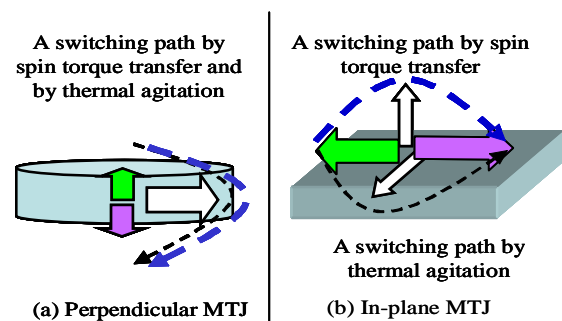 A switching path by
spin torque transfer and
by thermal agitation
(a) Perpendicular MTJ
A switching path by spin
torque transfer
A switching path by
thermal agitation
(b) In-plane MTJ